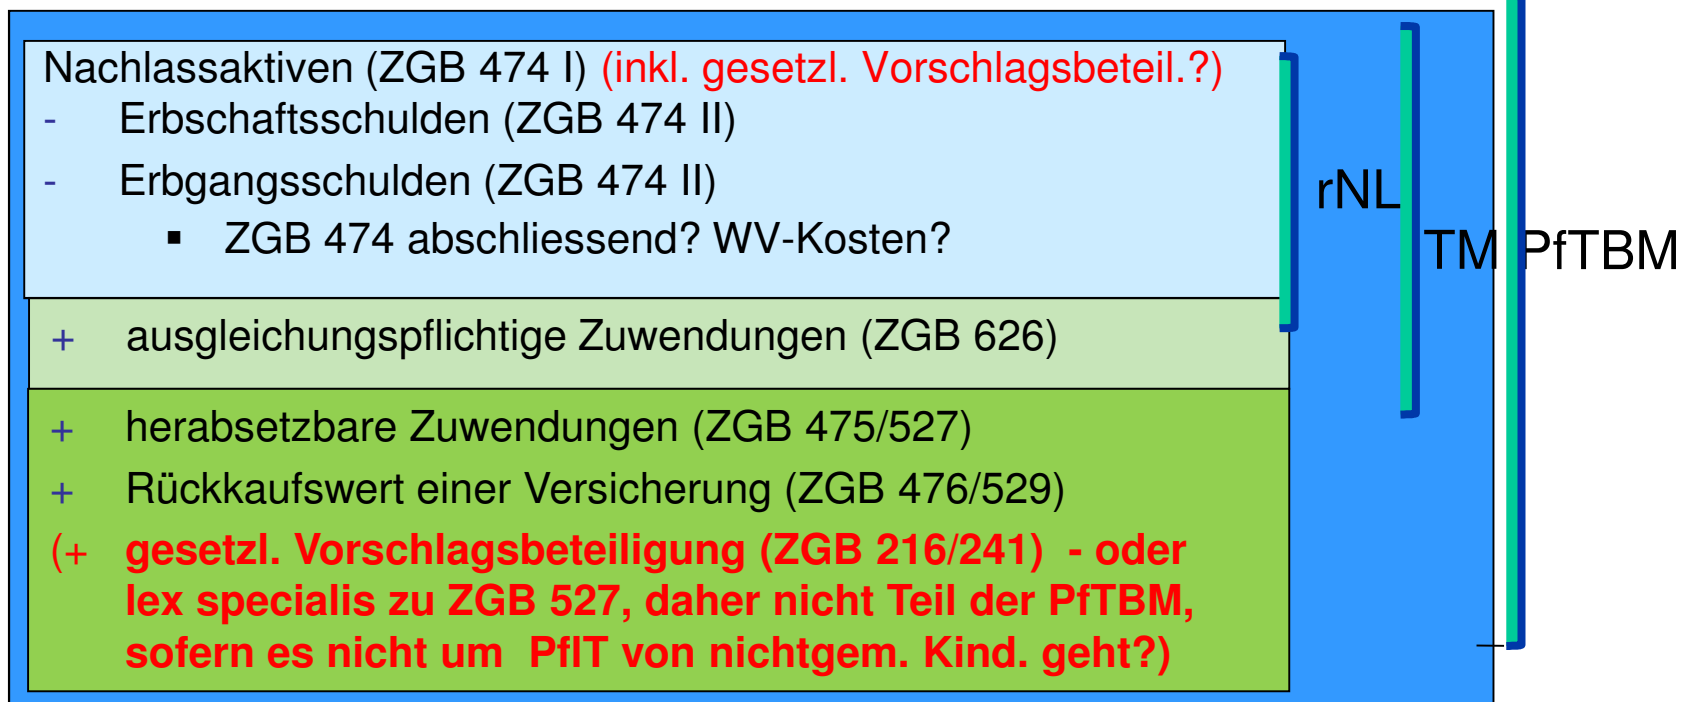 Nachlassaktiven (ZGB 474 I) (inkl. gesetzl. Vorschlagsbeteil.?)
- Erbschaftsschulden (ZGB 474 II)
- Erbgangsschulden (ZGB 474 II)
▪ ZGB 474 abschliessend? WV-Kosten?
+ ausgleichungspflichtige Zuwendungen (ZGB 626)
+ herabsetzbare Zuwendungen (ZGB 475/527)
+ Rückkaufswert einer Versicherung (ZGB 476/529)
(+ gesetzl. Vorschlagsbeteiligung (ZGB 216/241) - oder
lex specialis zu ZGB 527, daher nicht Teil der PfTBM,
sofern es nicht um PflT von nichtgem. Kind. geht?)
rNL
TM
PfTBM